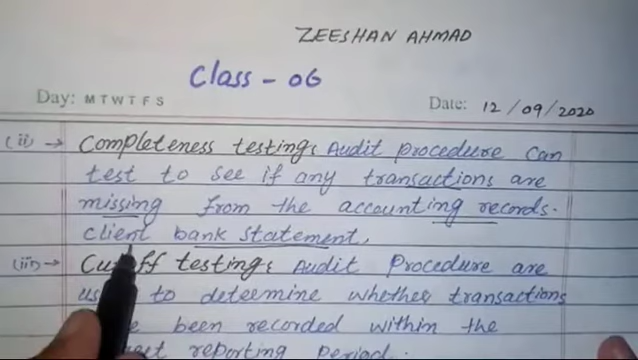 ZEESHAN AHMAD
Class - 06
Day: M T W T F S Date: 12/09/2020
(ii) → Completeness testing: Audit procedure can
test to see if any transactions are
missing from the accounting records.
client bank statement,
(iii) → testing: Audit Procedure are
to determine whether transactions
been recorded within the
reporting period.